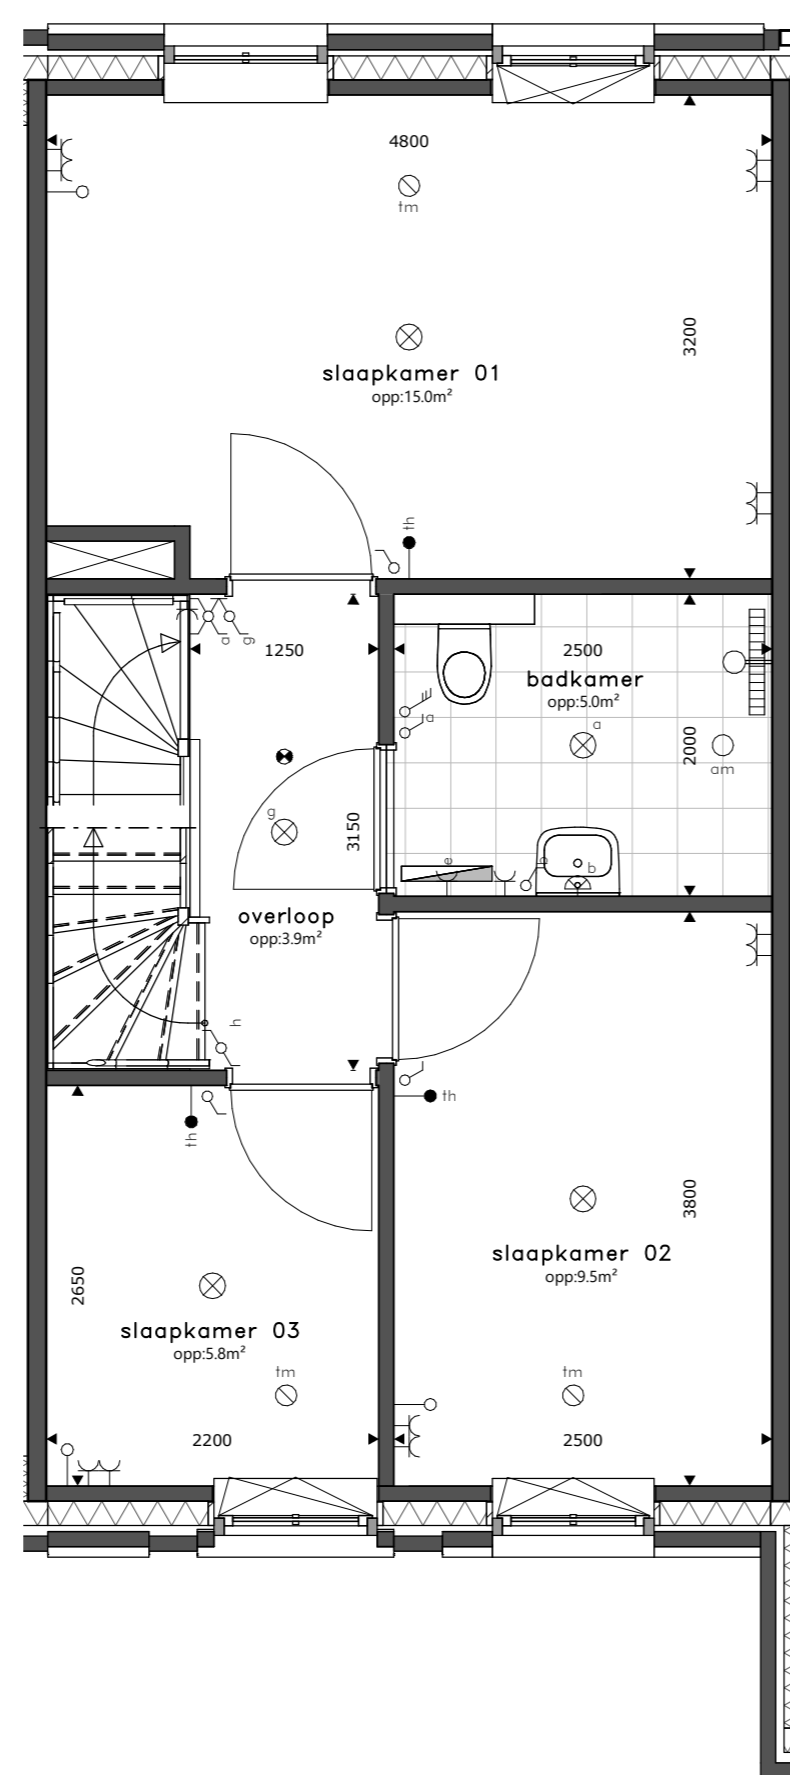 4800
tm
3200
slaapkamer 01
opp:15.0m²
th
a
g
1250
2500
badkamer
opp:5.0m²
a
a
2000
am
g
3150
e
b
b
overloop
opp:3.9m²
h
th
th
3800
slaapkamer 02
opp:9.5m²
2650
slaapkamer 03
opp:5.8m²
tm
tm
2200
2500